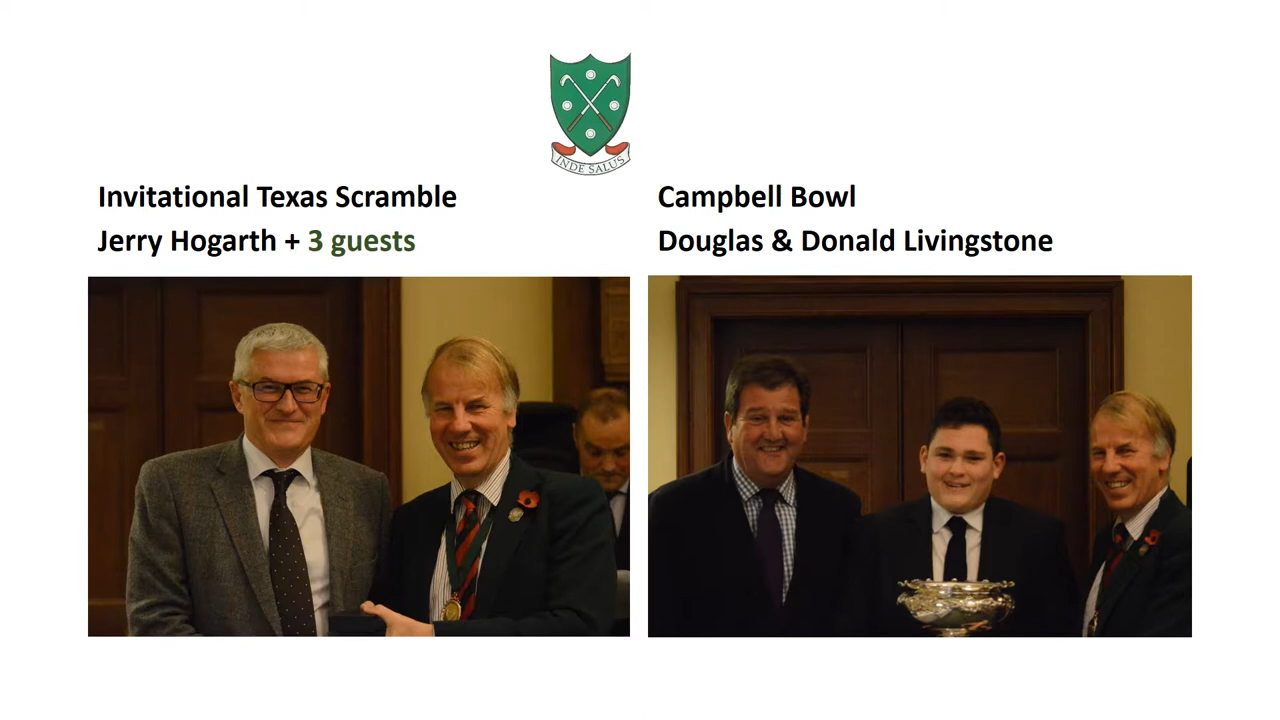 INDE SALUS
Invitational Texas Scramble
Jerry Hogarth + 3 guests
Campbell Bowl
Douglas & Donald Livingstone